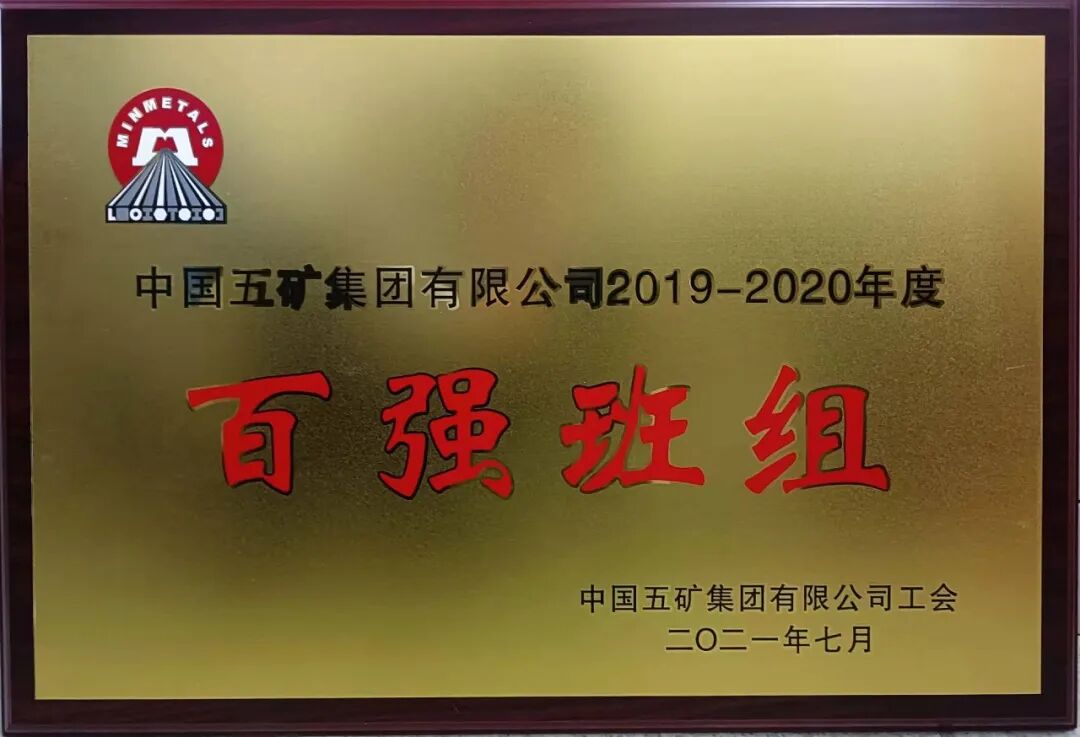 MINMETALS
中国五矿集团有限公司2019-2020年度
百强班组
中国五矿集团有限公司工会
二〇二一年七月